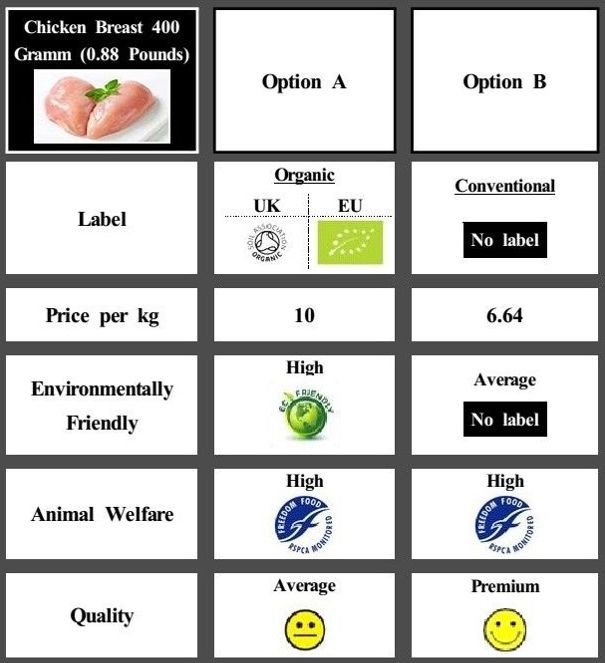 Chicken Breast 400
Gramm (0.88 Pounds)
Option A
Option B
Label
Organic
UK
EU
SOIL ASSOCIATION
ORGANIC
Conventional
No label
Price per kg
10
6.64
Environmentally
Friendly
High
ECO FRIENDLY
Average
No label
Animal Welfare
High
FREEDOM FOOD
RSPCA MONITORED
High
FREEDOM FOOD
RSPCA MONITORED
Quality
Average
Premium